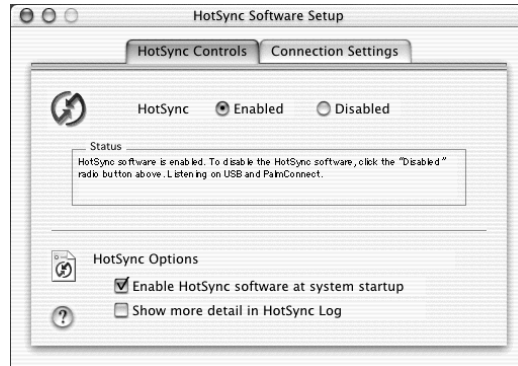 HotSync Software Setup
HotSync Controls Connection Settings
HotSync Enabled Disabled
Status
HotSync software is enabled. To disable the HotSync software, click the “Disabled”
radio button above. Listening on USB and PalmConnect.
HotSync Options
Enable HotSync software at system startup
Show more detail in HotSync Log
?